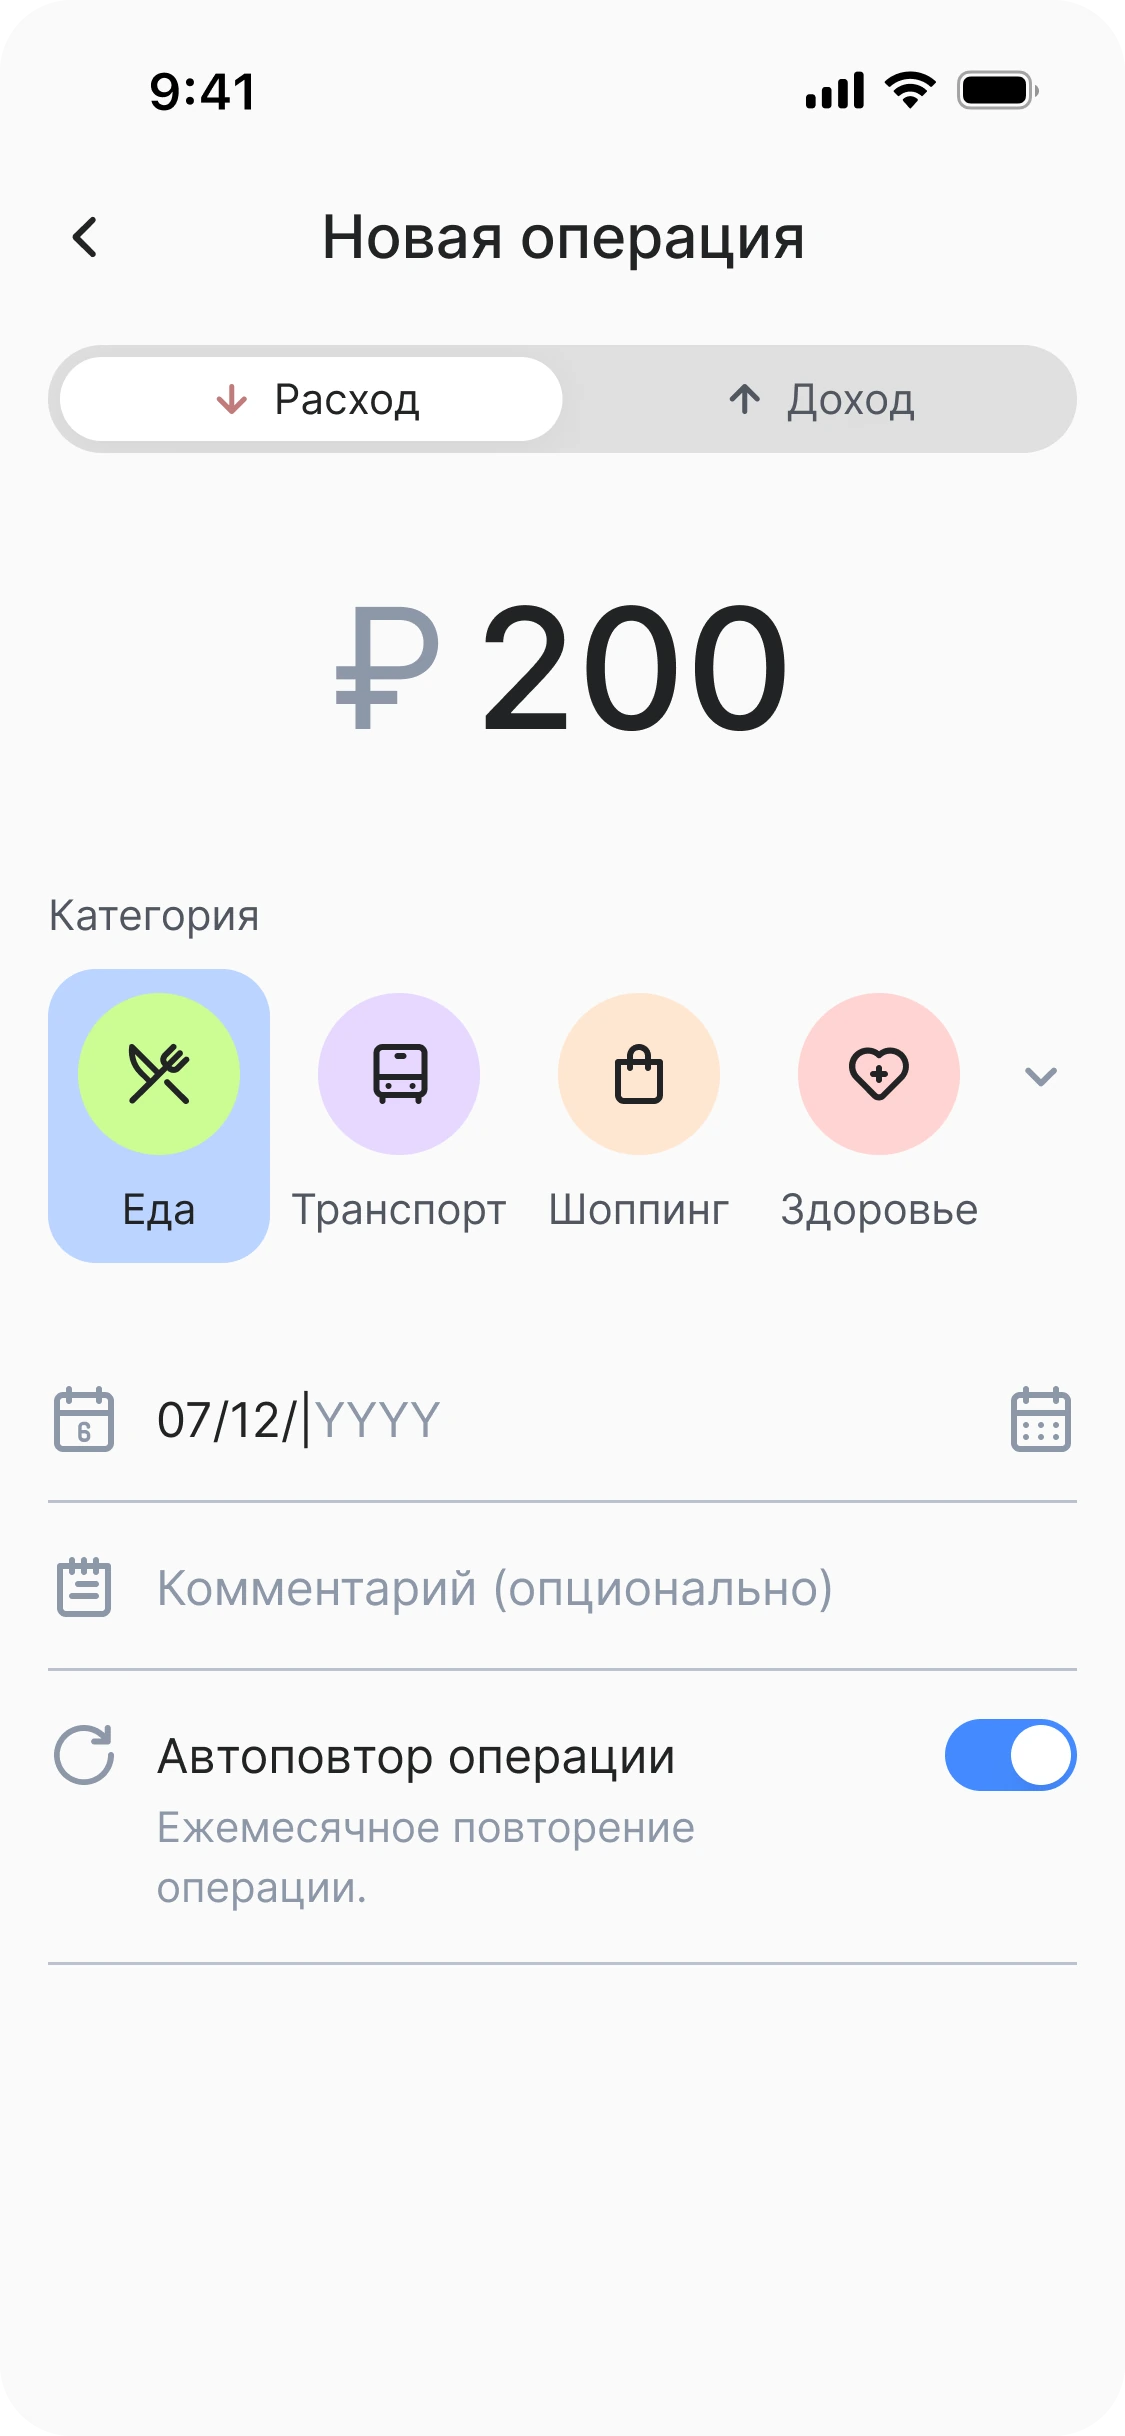 9:41
Новая операция
Расход
Доход
₽ 200
Категория
Еда
Транспорт
Шоппинг
Здоровье
6
07/12/|YYYY
Комментарий (опционально)
Автоповтор операции
Ежемесячное повторение
операции.